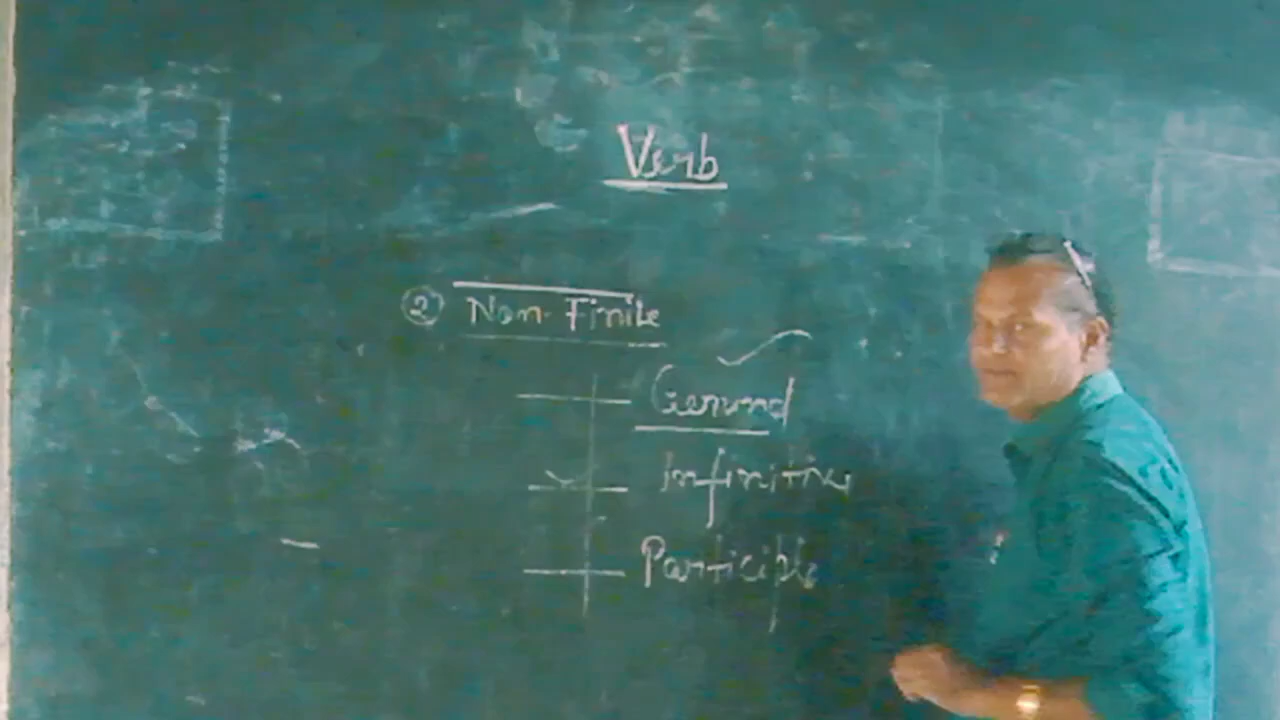 Verb
② Non-Finite
Gerund
Infinitive
Participle